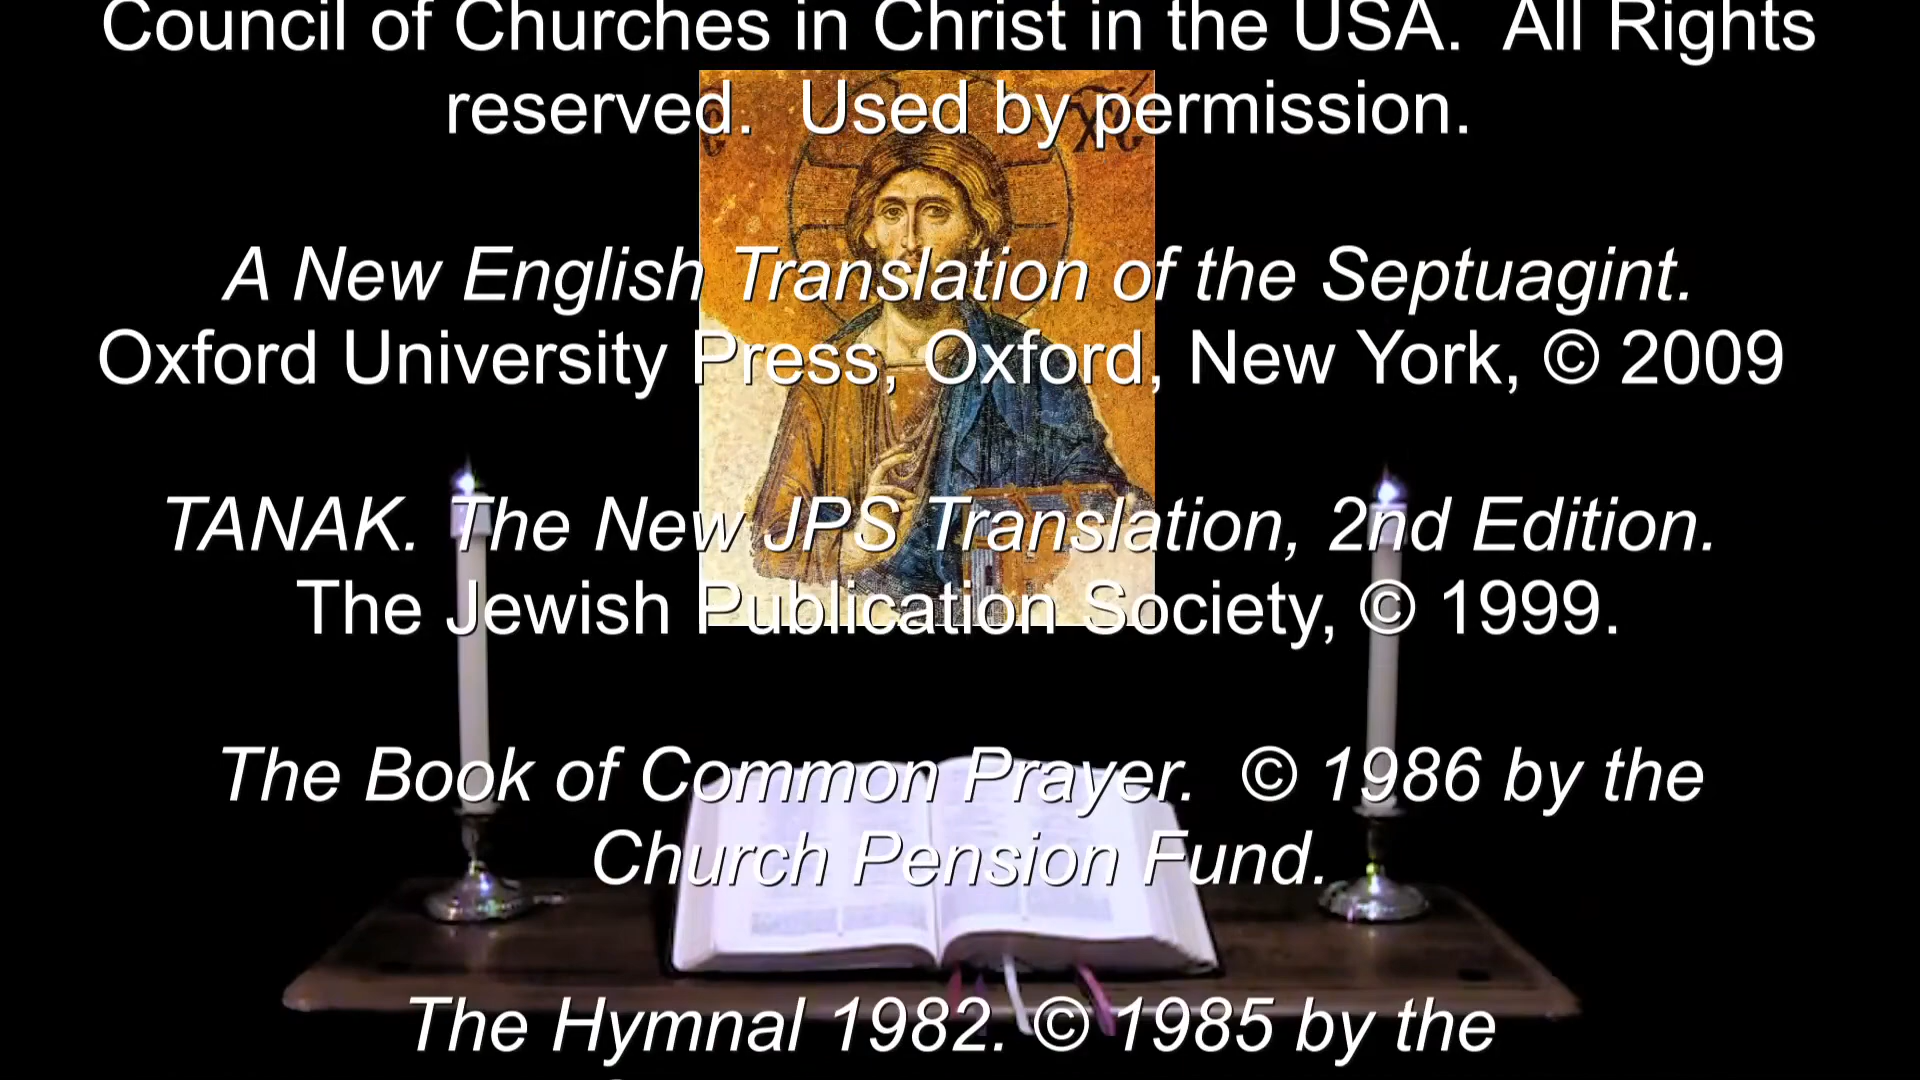 Council of Churches in Christ in the USA.  All Rights
reserved.  Used by permission.
A New English Translation of the Septuagint.
Oxford University Press, Oxford, New York, © 2009
TANAK.  The New JPS Translation, 2nd Edition.
The Jewish Publication Society, © 1999.
The Book of Common Prayer.  © 1986 by the
Church Pension Fund.
The Hymnal 1982. © 1985 by the